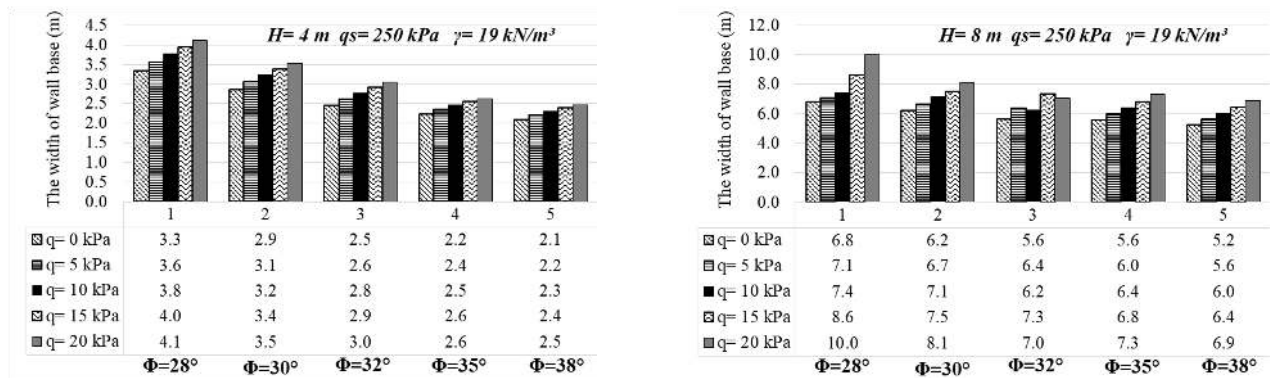 H= 4 m qs= 250 kPa γ= 19 kN/m³
The width of wall base (m)
4.5
4.0
3.5
3.0
2.5
2.0
1.5
1.0
0.5
0.0
1 2 3 4 5
q= 0 kPa 3.3 2.9 2.5 2.2 2.1
q= 5 kPa 3.6 3.1 2.6 2.4 2.2
q= 10 kPa 3.8 3.2 2.8 2.5 2.3
q= 15 kPa 4.0 3.4 2.9 2.6 2.4
q= 20 kPa 4.1 3.5 3.0 2.6 2.5
Φ=28° Φ=30° Φ=32° Φ=35° Φ=38°
H= 8 m qs= 250 kPa γ= 19 kN/m³
The width of wall base (m)
12.0
10.0
8.0
6.0
4.0
2.0
0.0
1 2 3 4 5
q= 0 kPa 6.8 6.2 5.6 5.6 5.2
q= 5 kPa 7.1 6.7 6.4 6.0 5.6
q= 10 kPa 7.4 7.1 6.2 6.4 6.0
q= 15 kPa 8.6 7.5 7.3 6.8 6.4
q= 20 kPa 10.0 8.1 7.0 7.3 6.9
Φ=28° Φ=30° Φ=32° Φ=35° Φ=38°